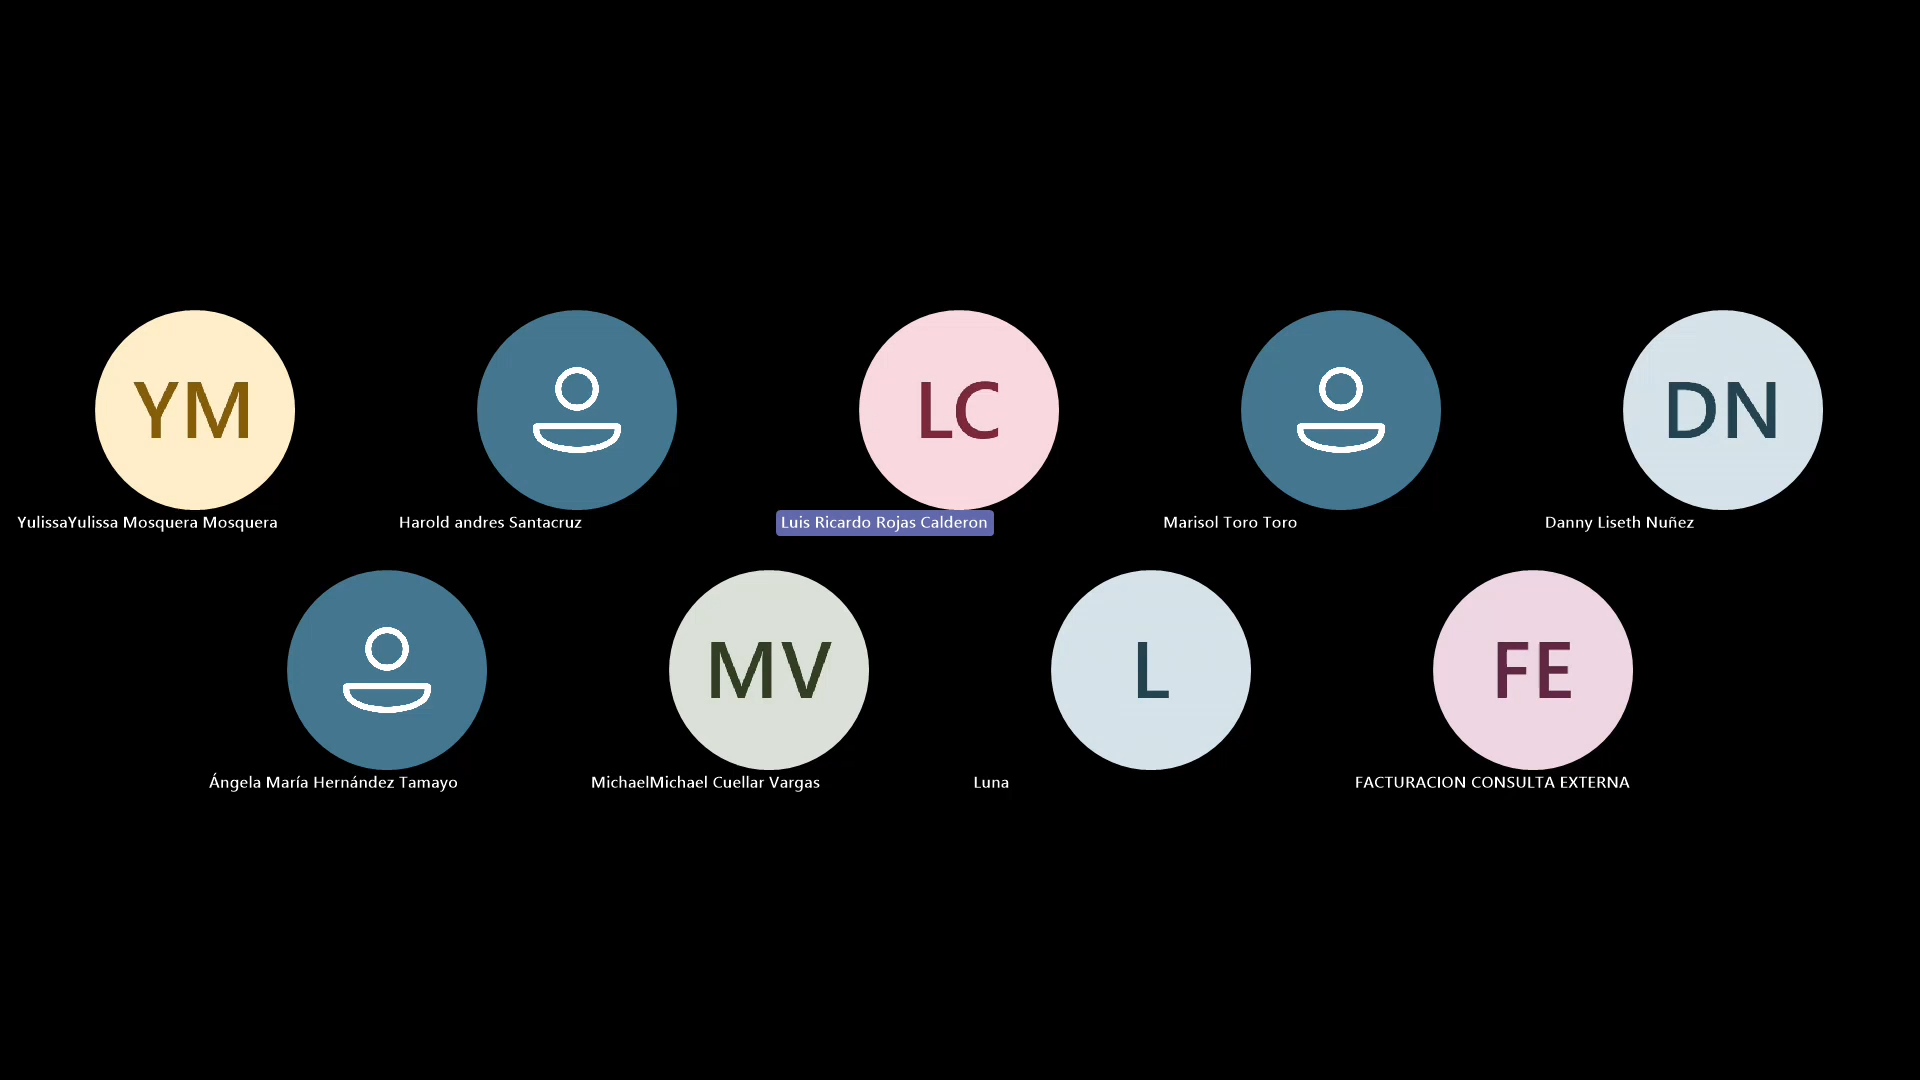 YM
LC
DN
YulissaYulissa Mosquera Mosquera
Harold andres Santacruz
Luis Ricardo Rojas Calderon
Marisol Toro Toro
Danny Liseth Nuñez
MV
L
FE
Ángela María Hernández Tamayo
MichaelMichael Cuellar Vargas
Luna
FACTURACION CONSULTA EXTERNA